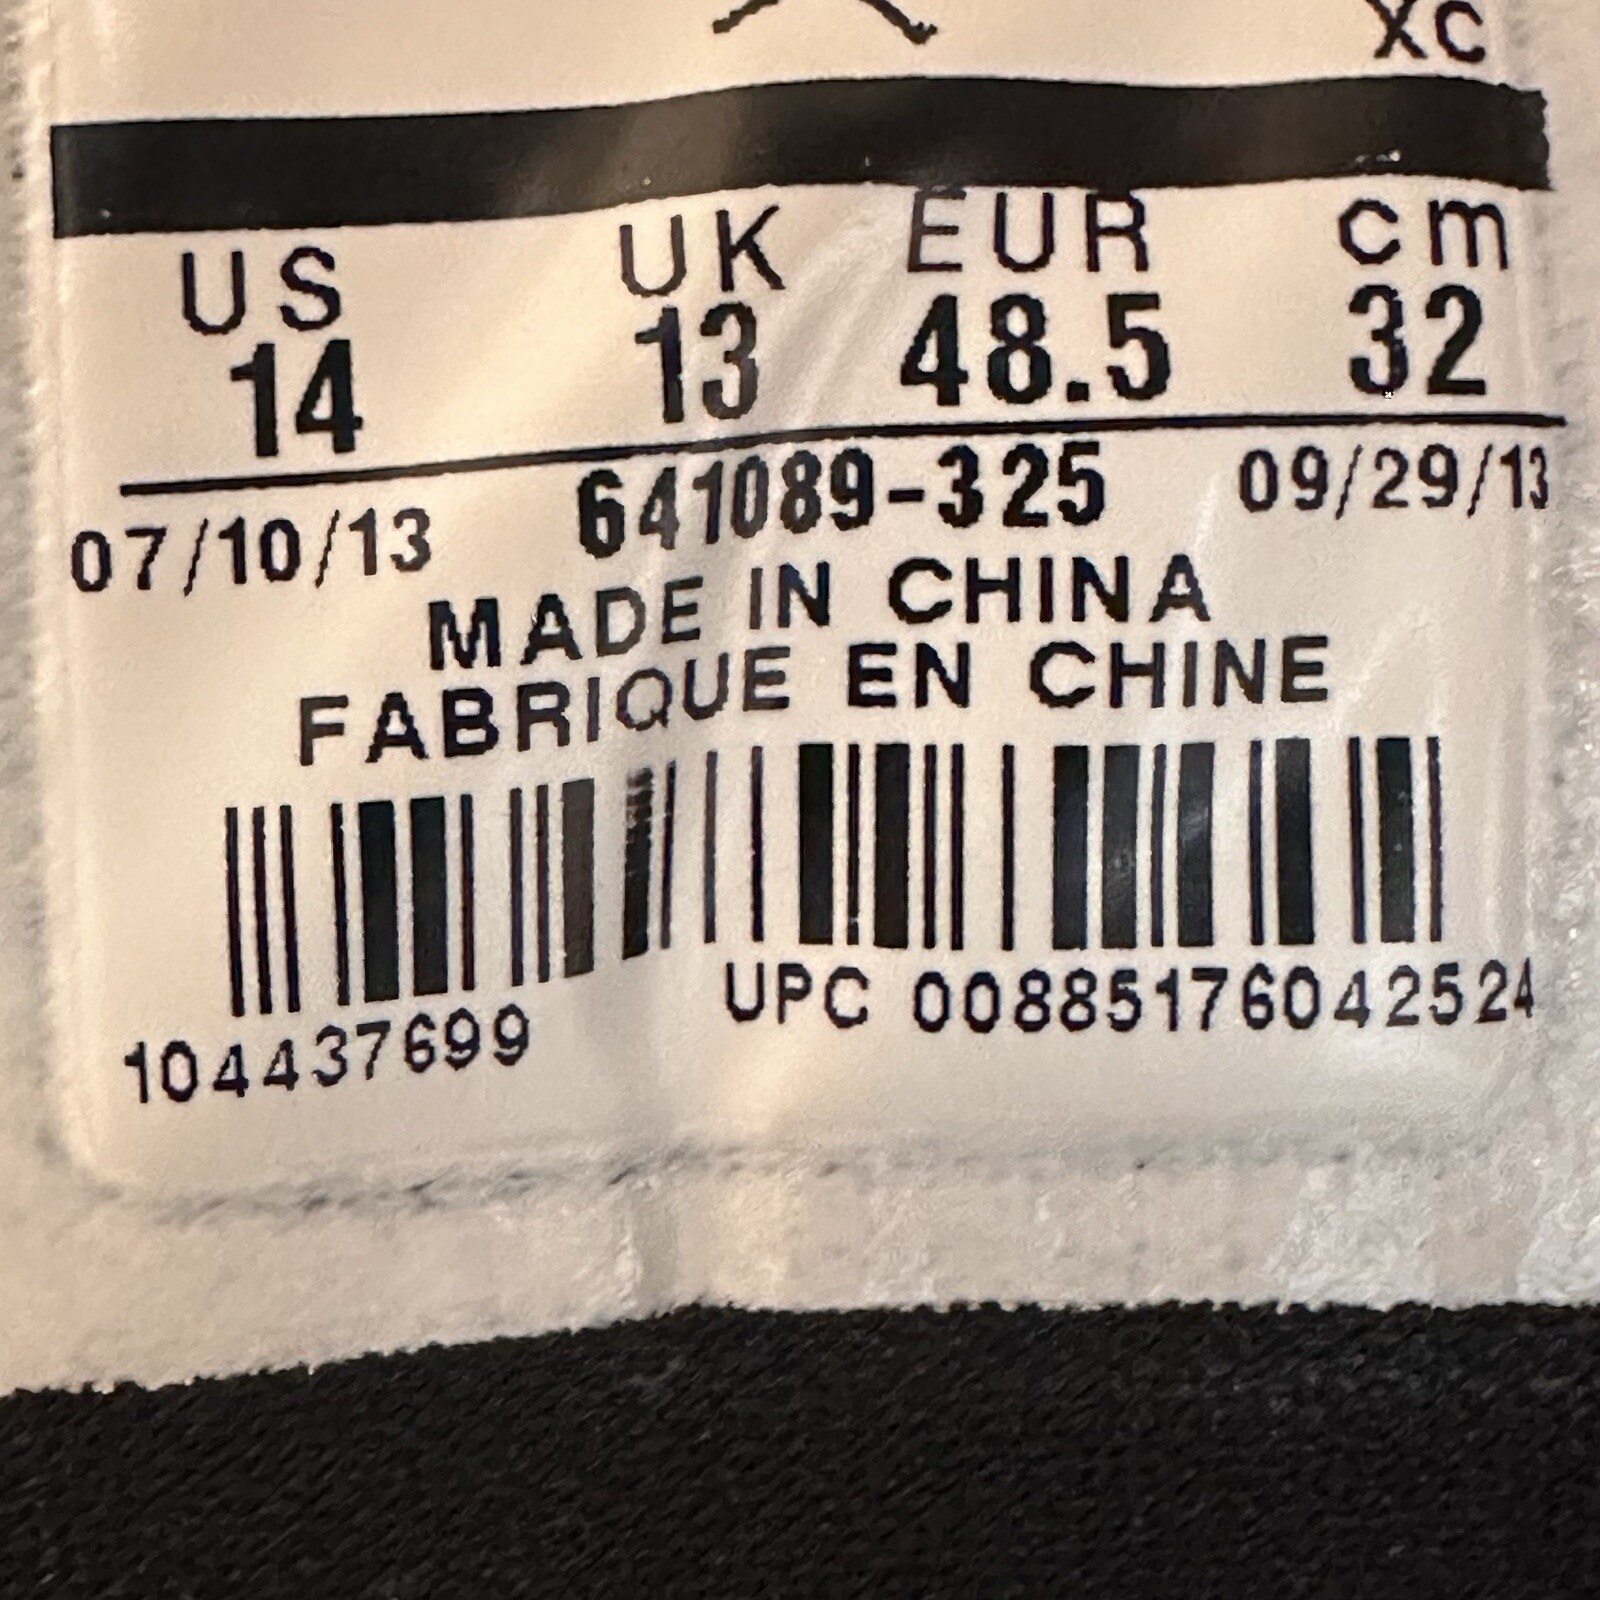 XC
US UK EUR cm
14 13 48.5 32
07/10/13 641089-325 09/29/13
MADE IN CHINA
FABRIQUE EN CHINE
104437699 UPC 00885176042524